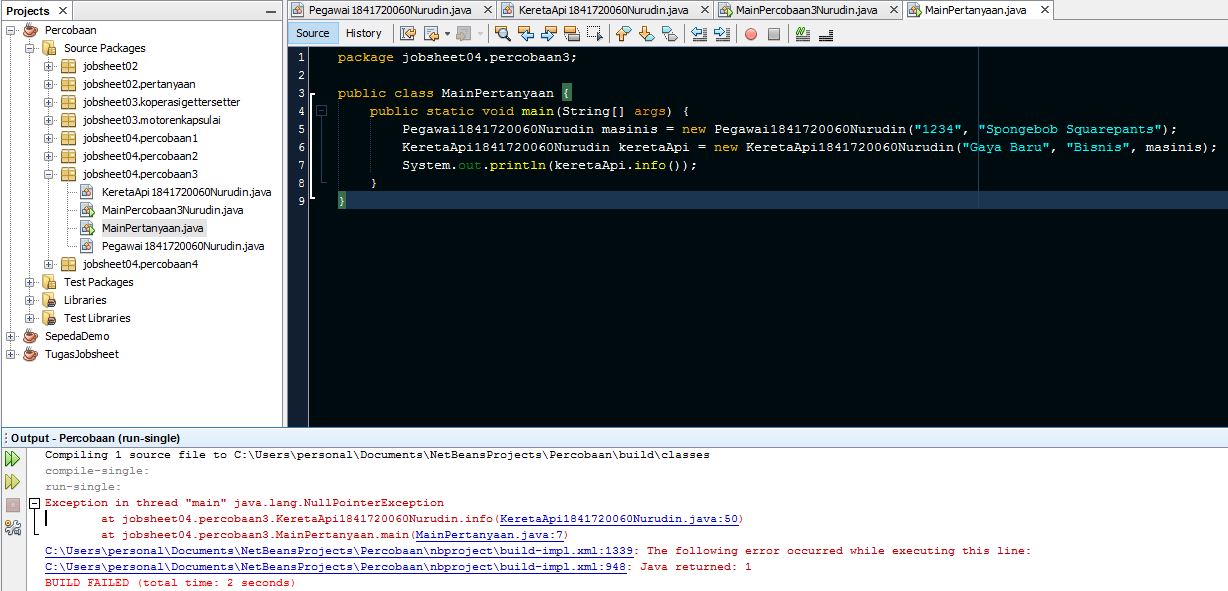 Projects
Percobaan
Source Packages
jobsheet02
jobsheet02.pertanyaan
jobsheet03.koperasigettersetter
jobsheet03.motorenkapsulai
jobsheet04.percobaan1
jobsheet04.percobaan2
jobsheet04.percobaan3
KeretaApi1841720060Nurudin.java
MainPercobaan3Nurudin.java
MainPertanyaan.java
Pegawai1841720060Nurudin.java
jobsheet04.percobaan4
Test Packages
Libraries
Test Libraries
SepedaDemo
TugasJobsheet
Pegawai1841720060Nurudin.java KeretaApi1841720060Nurudin.java MainPercobaan3Nurudin.java MainPertanyaan.java
Source History
1 package jobsheet04.percobaan3;
2
3 public class MainPertanyaan {
4 public static void main(String[] args) {
5 Pegawai1841720060Nurudin masinis = new Pegawai1841720060Nurudin("1234", "Spongebob Squarepants");
6 KeretaApi1841720060Nurudin keretaApi = new KeretaApi1841720060Nurudin("Gaya Baru", "Bisnis", masinis);
7 System.out.println(keretaApi.info());
8 }
9 }
Output - Percobaan (run-single)
Compiling 1 source file to C:\Users\personal\Documents\NetBeansProjects\Percobaan\build\classes
compile-single:
run-single:
Exception in thread "main" java.lang.NullPointerException
at jobsheet04.percobaan3.KeretaApi1841720060Nurudin.info(KeretaApi1841720060Nurudin.java:50)
at jobsheet04.percobaan3.MainPertanyaan.main(MainPertanyaan.java:7)
C:\Users\personal\Documents\NetBeansProjects\Percobaan\nbproject\build-impl.xml:1339: The following error occurred while executing this line:
C:\Users\personal\Documents\NetBeansProjects\Percobaan\nbproject\build-impl.xml:948: Java returned: 1
BUILD FAILED (total time: 2 seconds)